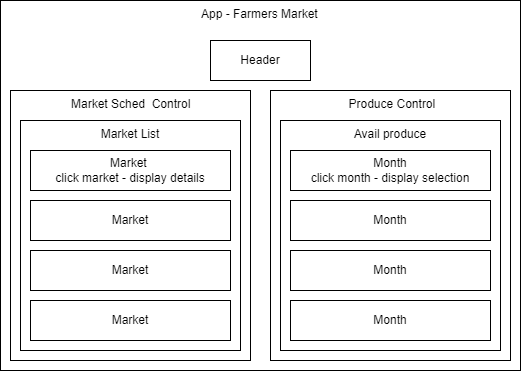 App - Farmers Market
Header
Market Sched Control
Market List
Market
click market - display details
Market
Market
Market
Produce Control
Avail produce
Month
click month - display selection
Month
Month
Month